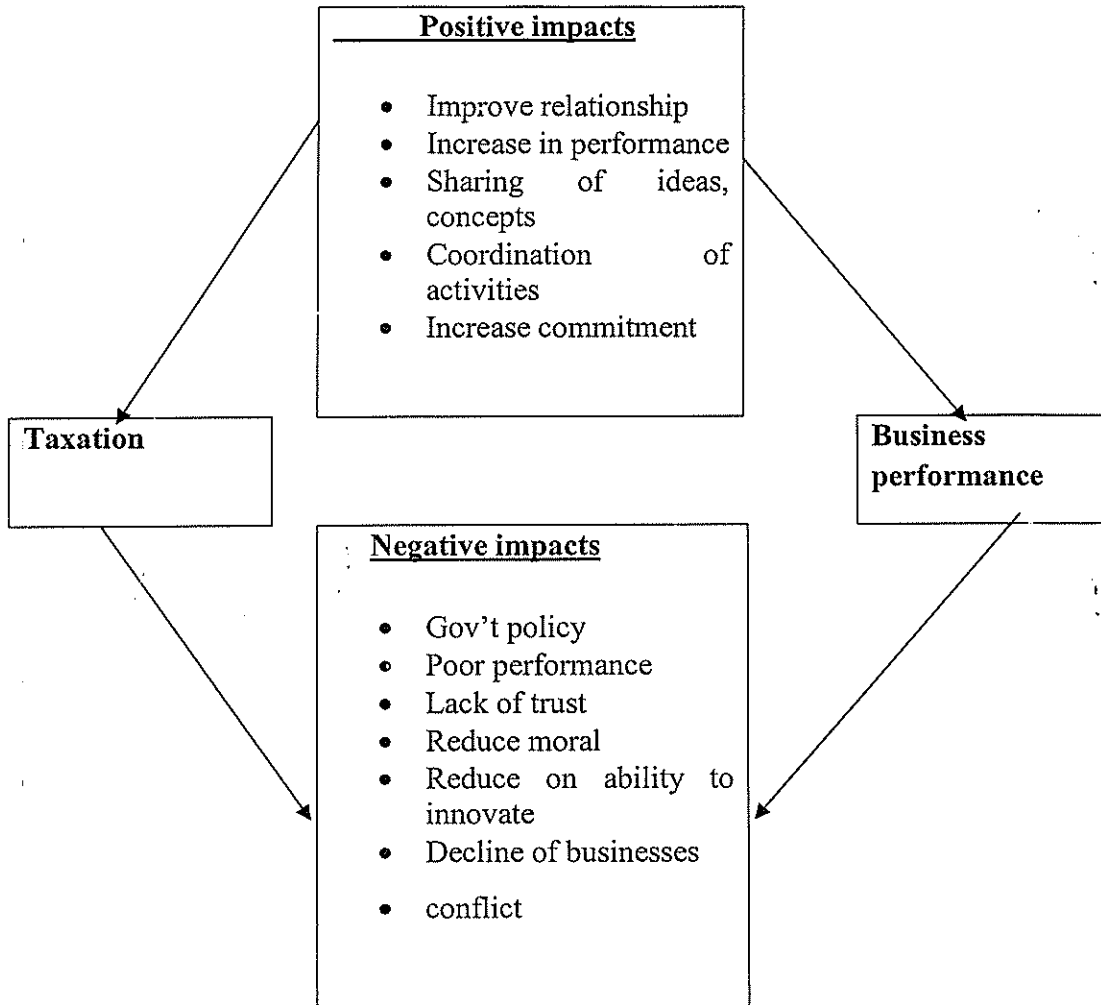 Positive impacts
• Improve relationship
• Increase in performance
• Sharing of ideas,
concepts
• Coordination of
activities
• Increase commitment
Taxation
Business
performance
Negative impacts
• Gov't policy
• Poor performance
• Lack of trust
• Reduce moral
• Reduce on ability to
innovate
• Decline of businesses
• conflict